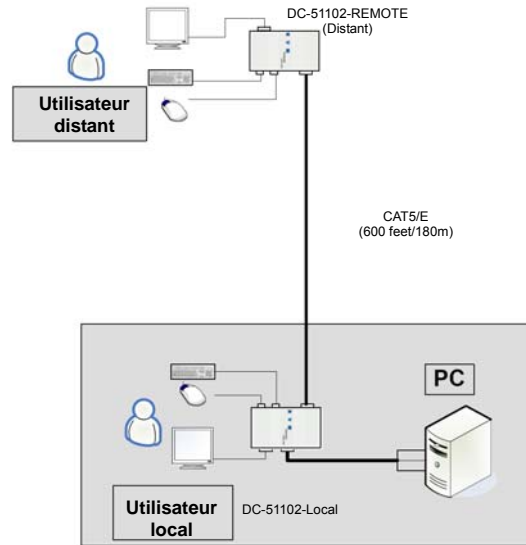 DC-51102-REMOTE
(Distant)
Utilisateur
distant
CAT5/E
(600 feet/180m)
PC
Utilisateur
local
DC-51102-Local